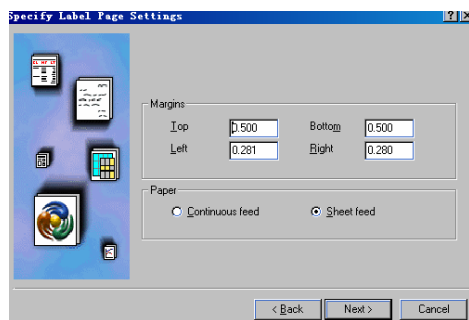 Specify Label Page Settings
Margins
Top 0.500 Bottom 0.500
Left 0.281 Right 0.280
Paper
Continuous feed Sheet feed
< Back Next > Cancel